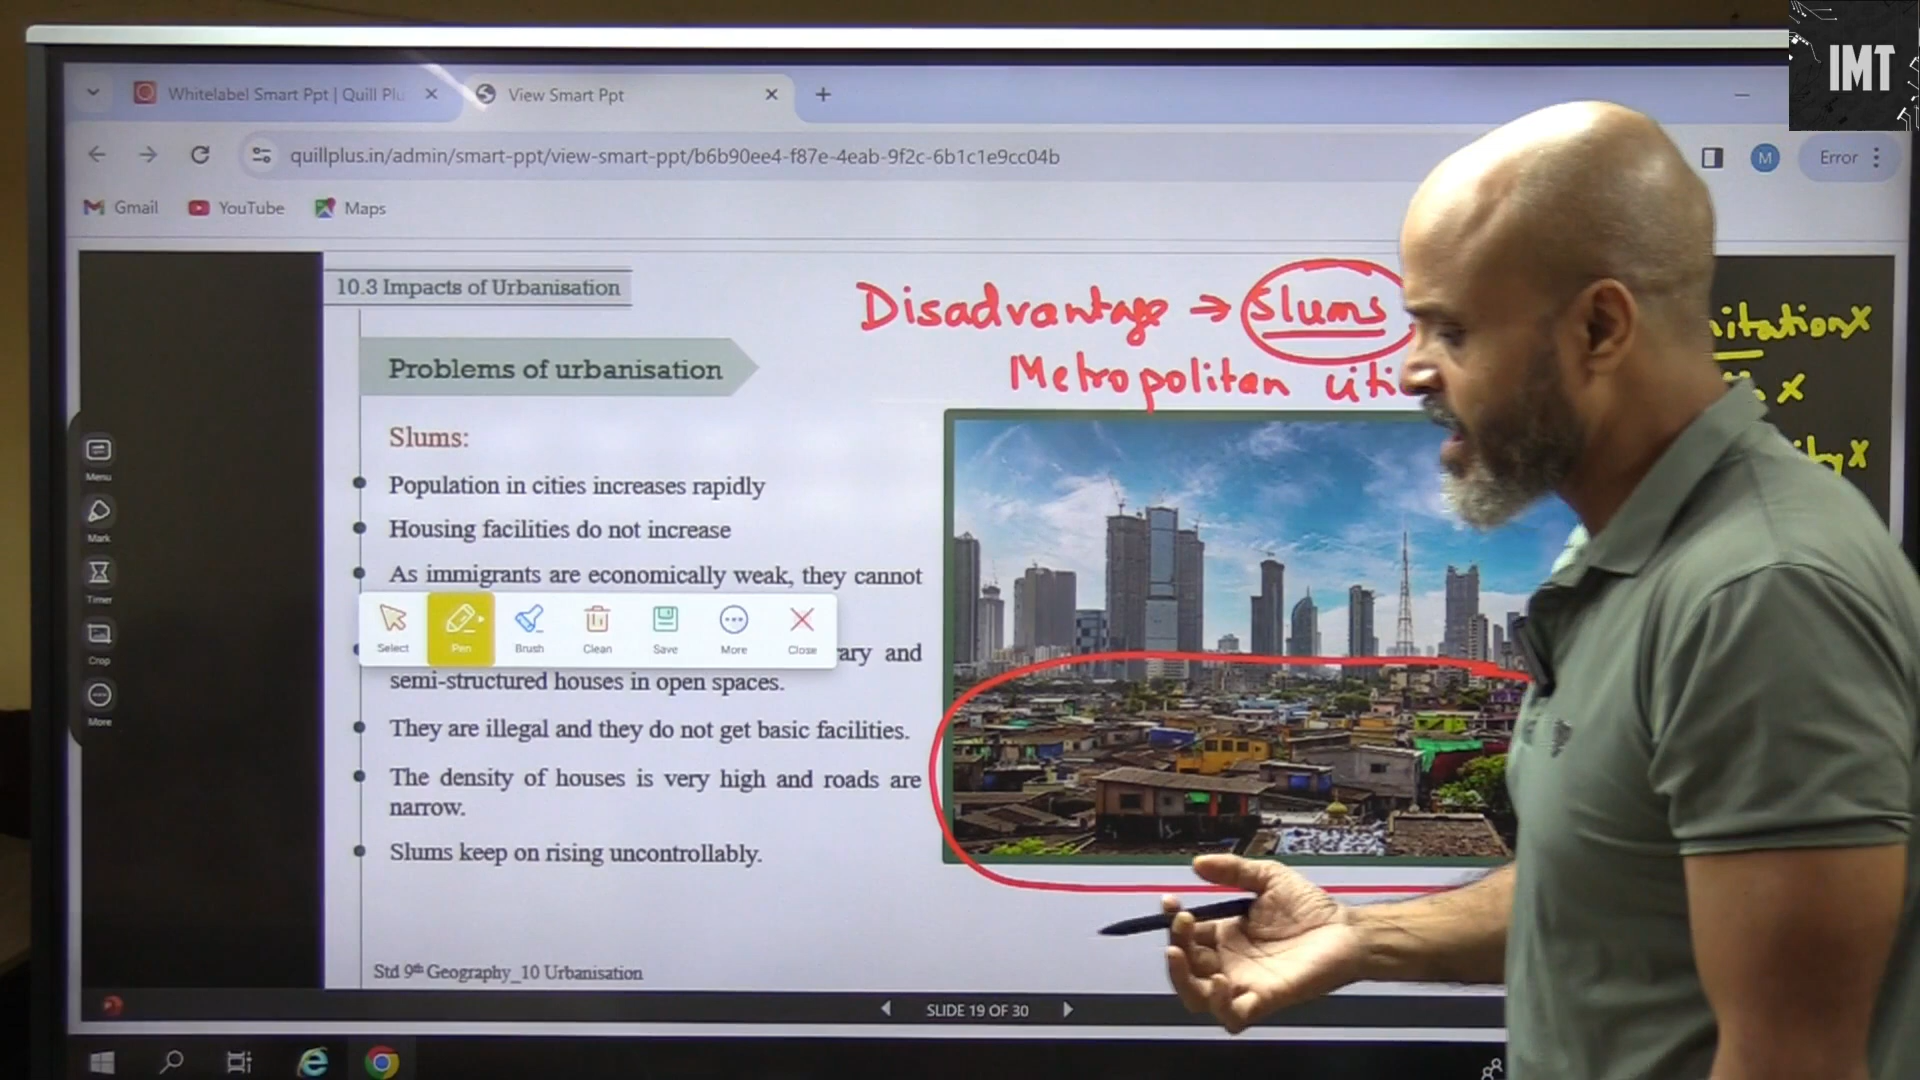 IMT
Whitelabel Smart Ppt | Quill Plu
View Smart Ppt
quillplus.in/admin/smart-ppt/view-smart-ppt/b6b90ee4-f87e-4eab-9f2c-6b1c1e9cc04b
M
Error
Gmail
YouTube
Maps
10.3 Impacts of Urbanisation
Disadvantage → slums
Metropolitan
Problems of urbanisation
Slums:
Population in cities increases rapidly
Housing facilities do not increase
As immigrants are economically weak, they cannot
and
semi-structured houses in open spaces.
They are illegal and they do not get basic facilities.
The density of houses is very high and roads are
narrow.
Slums keep on rising uncontrollably.
Menu
Mark
Timer
Crop
More
Select
Pen
Brush
Clean
Save
More
Close
Std 9th Geography_10 Urbanisation
SLIDE 19 OF 30